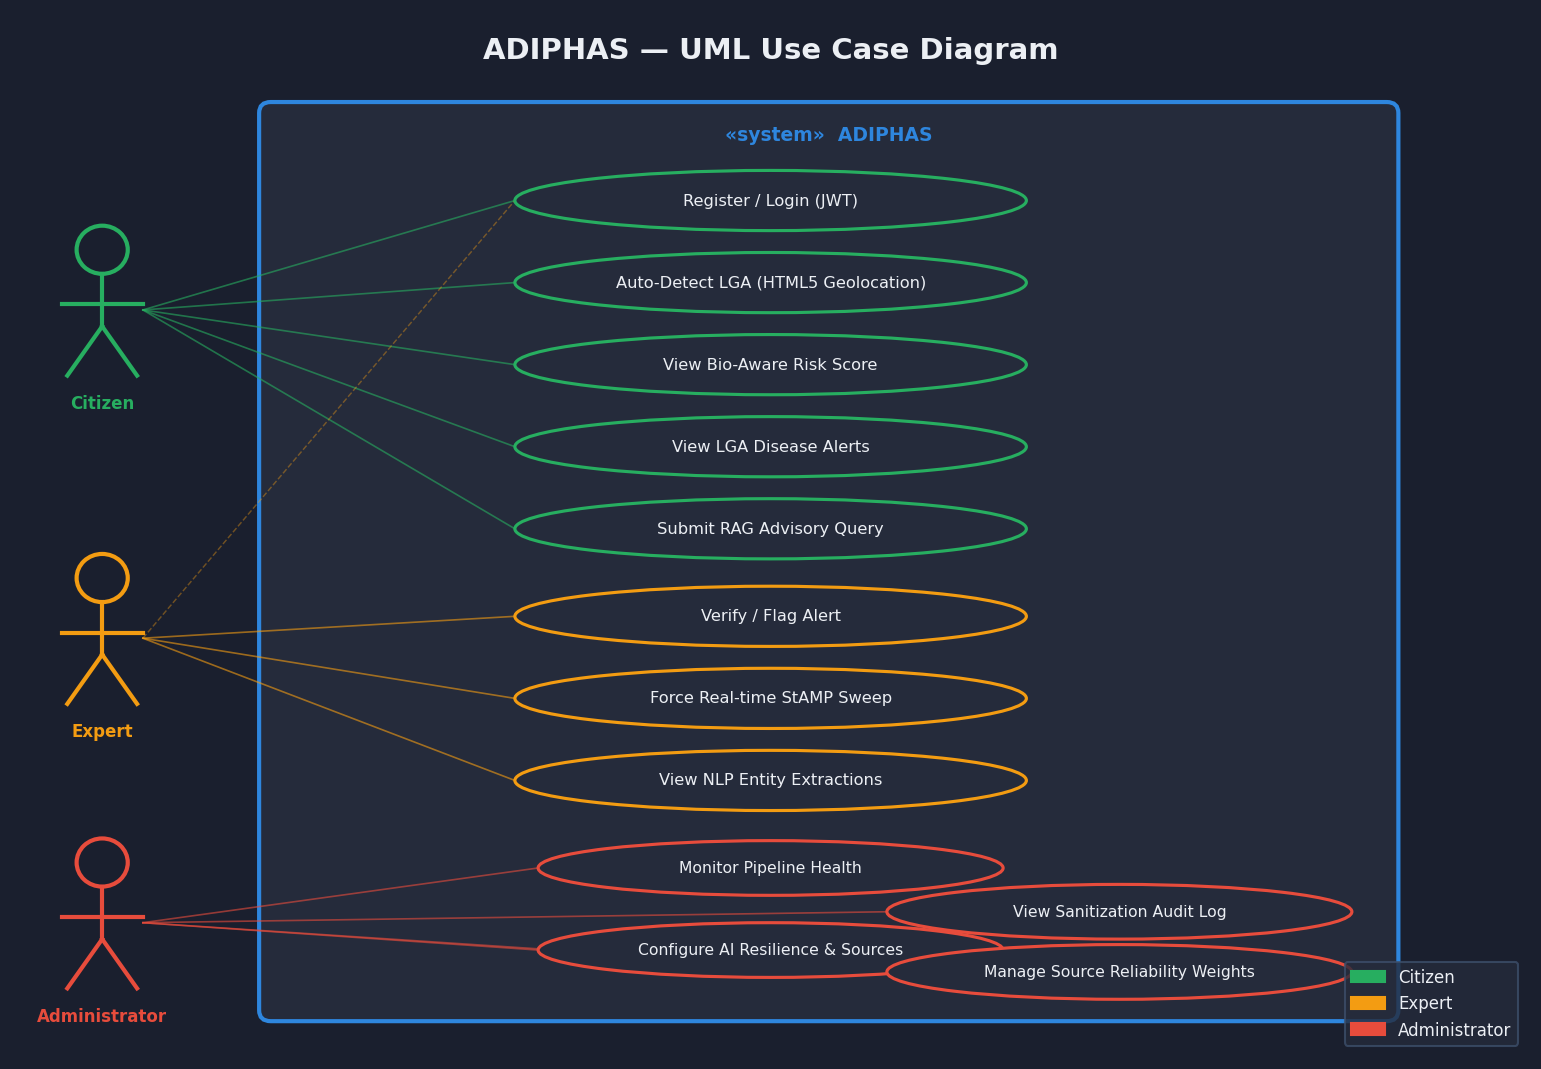 ADIPHAS — UML Use Case Diagram
«system»  ADIPHAS
Register / Login (JWT)
Auto-Detect LGA (HTML5 Geolocation)
View Bio-Aware Risk Score
Citizen
View LGA Disease Alerts
Submit RAG Advisory Query
Verify / Flag Alert
Force Real-time StAMP Sweep
Expert
View NLP Entity Extractions
Monitor Pipeline Health
View Sanitization Audit Log
Configure AI Resilience & Sources
Manage Source Reliability Weights
Administrator
Citizen
Expert
Administrator